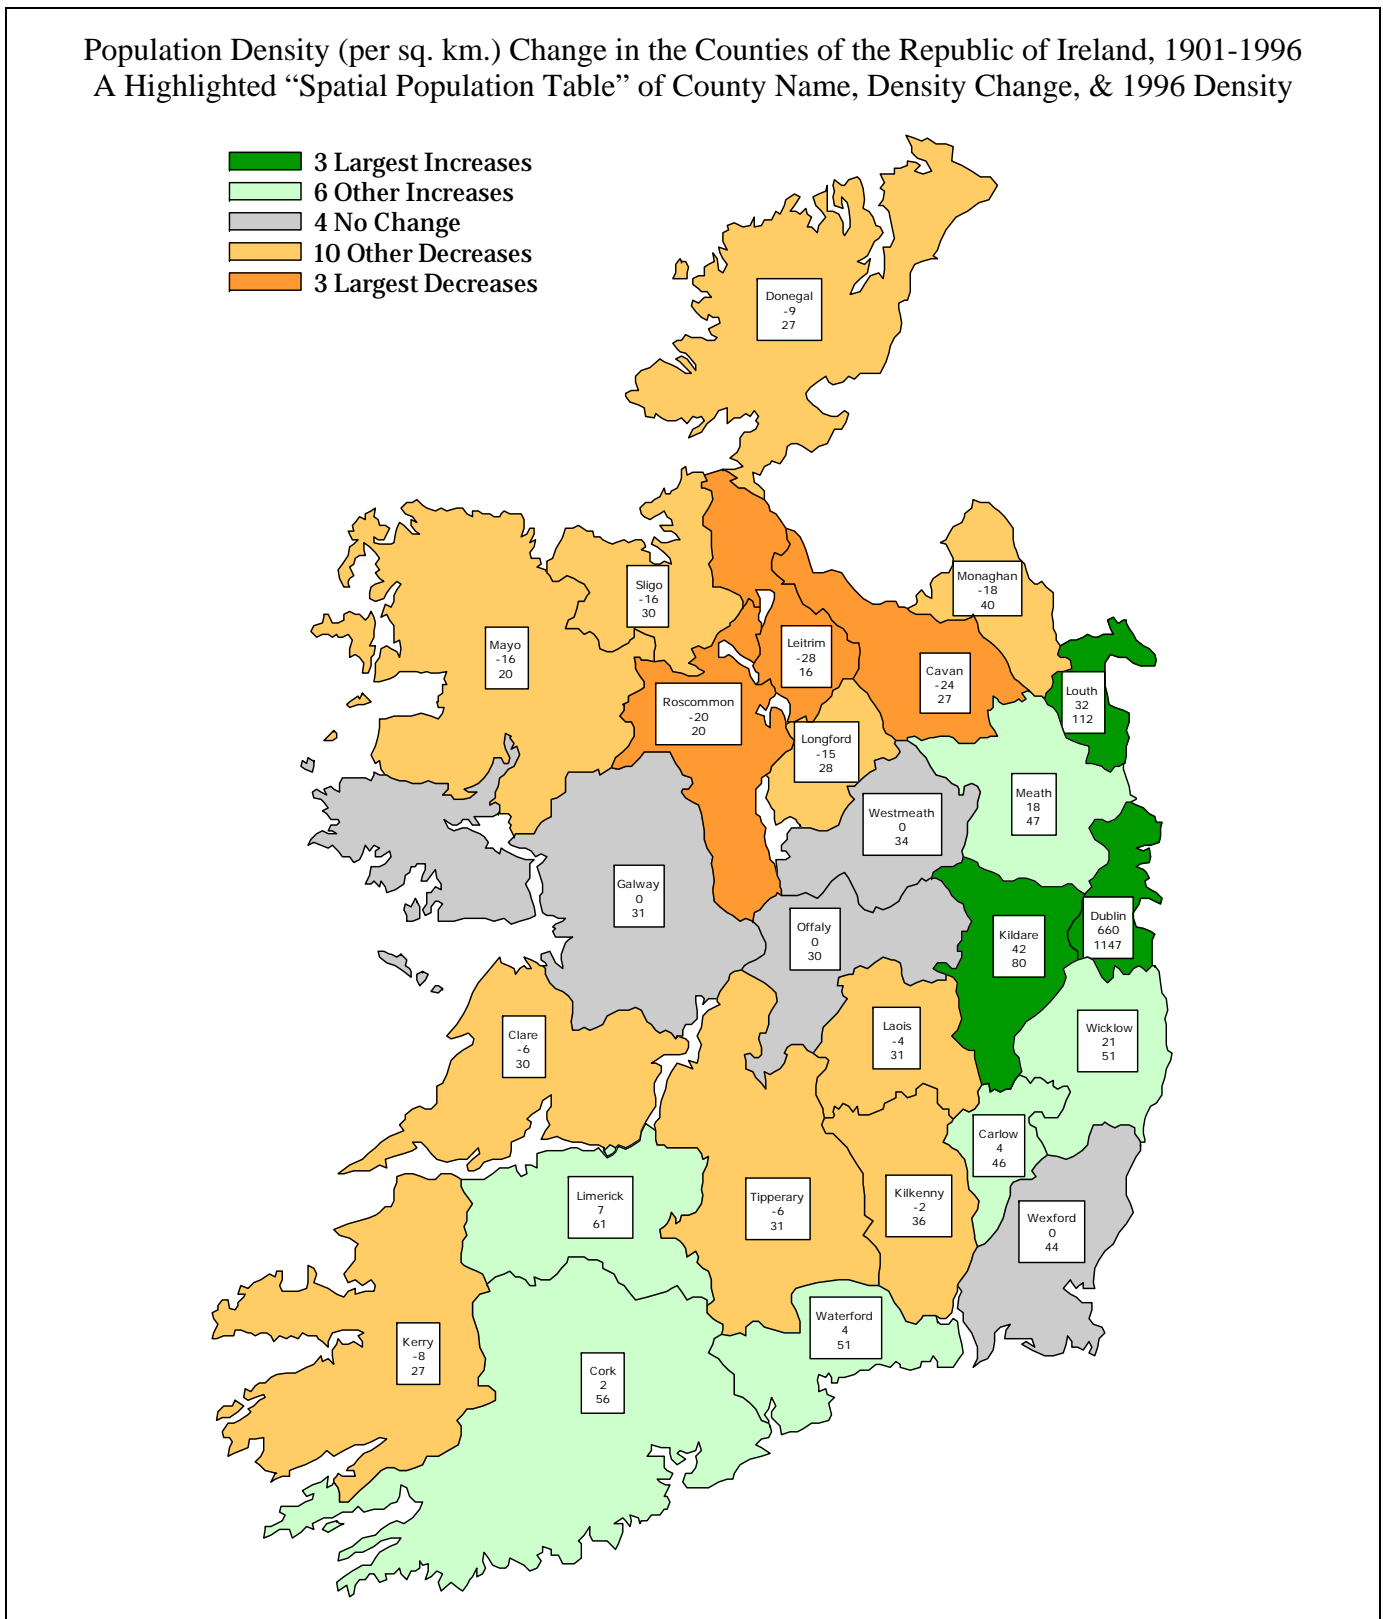 Population Density (per sq. km.) Change in the Counties of the Republic of Ireland, 1901-1996
A Highlighted “Spatial Population Table” of County Name, Density Change, & 1996 Density
3 Largest Increases
6 Other Increases
4 No Change
10 Other Decreases
3 Largest Decreases
Donegal
-9
27
Monaghan
-18
40
Sligo
-16
30
Mayo
-16
20
Leitrim
-28
16
Cavan
-24
27
Louth
32
112
Roscommon
-20
20
Longford
-15
28
Meath
18
47
Westmeath
0
34
Galway
0
31
Offaly
0
30
Kildare
42
80
Dublin
660
1147
Clare
-6
30
Laois
-4
31
Wicklow
21
51
Carlow
4
46
Limerick
7
61
Tipperary
-6
31
Kilkenny
-2
36
Wexford
0
44
Waterford
4
51
Kerry
-8
27
Cork
2
56